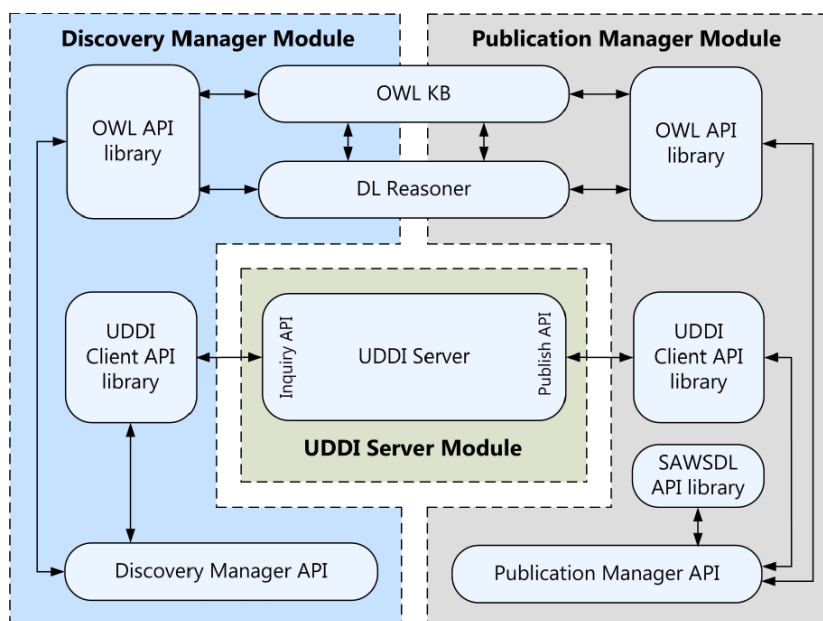 Discovery Manager Module
Publication Manager Module
OWL API
library
OWL KB
OWL API
library
DL Reasoner
UDDI
Client API
library
Inquiry API
UDDI Server
Publish API
UDDI
Client API
library
UDDI Server Module
SAWSDL
API library
Discovery Manager API
Publication Manager API